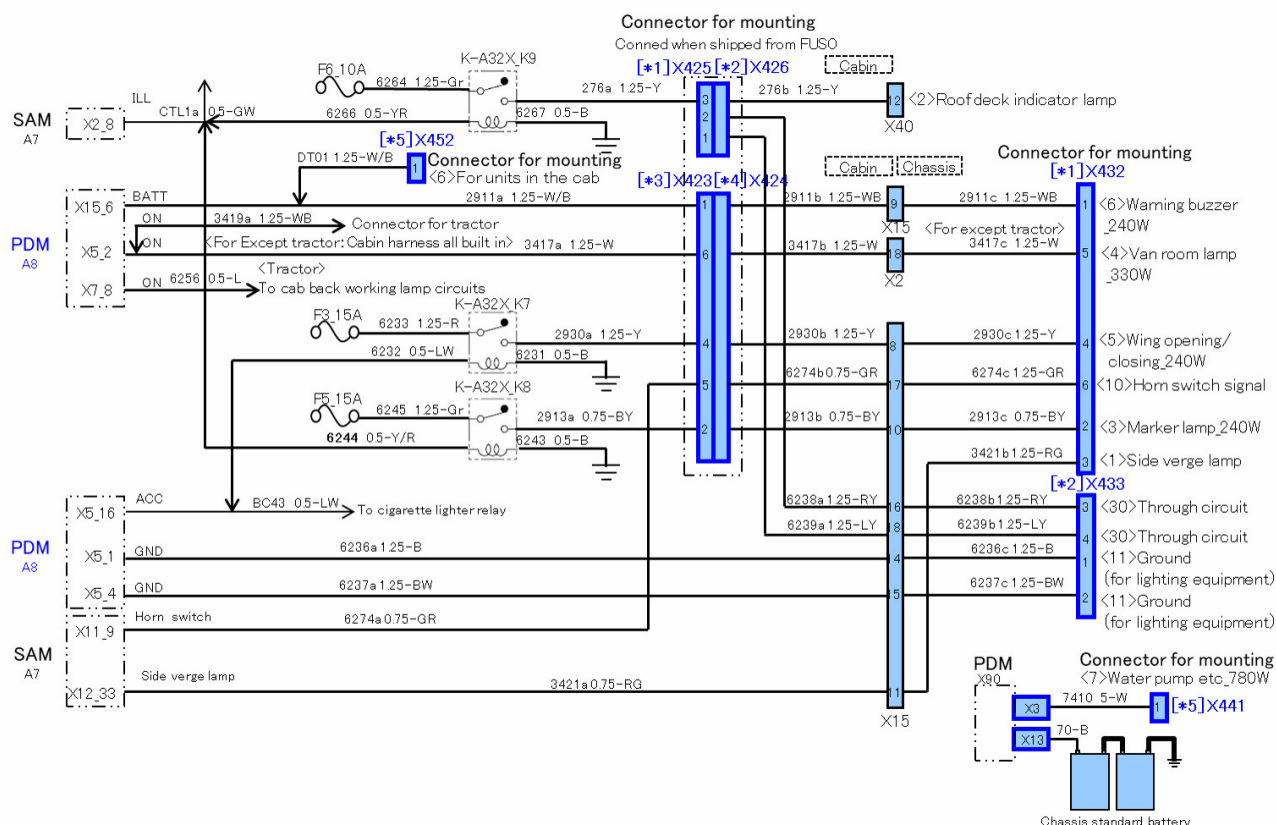 Connector for mounting
Conned when shipped from FUSO
[*1]X425 [*2]X426
Cabin
K-A32X_K9
F6_10A
6264 1.25-Gr
276a 1.25-Y
3
276b 1.25-Y
12
<2>Roof deck indicator lamp
X40
ILL
SAM
A7
X2_8
CTL1a 0.5-GW
6266 0.5-YR
6267 0.5-B
2
1
[*5]X452
DT01 1.25-W/B
1
Connector for mounting
<6>For units in the cab
[*3]X423 [*4]X424
Cabin
Chassis
Connector for mounting
[*1]X432
BATT
X15_6
2911a 1.25-W/B
1
2911b 1.25-WB
9
X15
2911c 1.25-WB
1
<6>Warning buzzer
_240W
ON
3419a 1.25-WB
Connector for tractor
PDM
A8
X5_2
ON
<For Except tractor: Cabin harness all built in>
3417a 1.25-W
6
3417b 1.25-W
18
X2
<For except tractor>
3417c 1.25-W
5
<4>Van room lamp
_330W
X7_8
ON
6256 0.5-L
<Tractor>
To cab back working lamp circuits
K-A32X_K7
F3_15A
6233 1.25-R
2930a 1.25-Y
4
2930b 1.25-Y
8
2930c 1.25-Y
4
<5>Wing opening/
closing_240W
6232 0.5-LW
6231 0.5-B
5
6274b 0.75-GR
17
6274c 1.25-GR
6
<10>Horn switch signal
K-A32X_K8
F5_15A
6245 1.25-Gr
2913a 0.75-BY
2
2913b 0.75-BY
10
2913c 0.75-BY
2
<3>Marker lamp_240W
6244 0.5-Y/R
6243 0.5-B
3421b 1.25-RG
3
<1>Side verge lamp
[*2]X433
ACC
X5_16
BC43 0.5-LW
To cigarette lighter relay
6238a 1.25-RY
16
6238b 1.25-RY
3
<30>Through circuit
6239a 1.25-LY
18
6239b 1.25-LY
4
<30>Through circuit
PDM
A8
X5_1
GND
6236a 1.25-B
14
6236c 1.25-B
1
<11>Ground
(for lighting equipment)
X5_4
GND
6237a 1.25-BW
15
6237c 1.25-BW
2
<11>Ground
(for lighting equipment)
X11_9
Horn switch
6274a 0.75-GR
SAM
A7
X12_33
Side verge lamp
3421a 0.75-RG
11
X15
PDM
X90
Connector for mounting
<7>Water pump etc_780W
X3
7410 5-W
1
[*5]X441
X13
70-B
Chassis standard battery